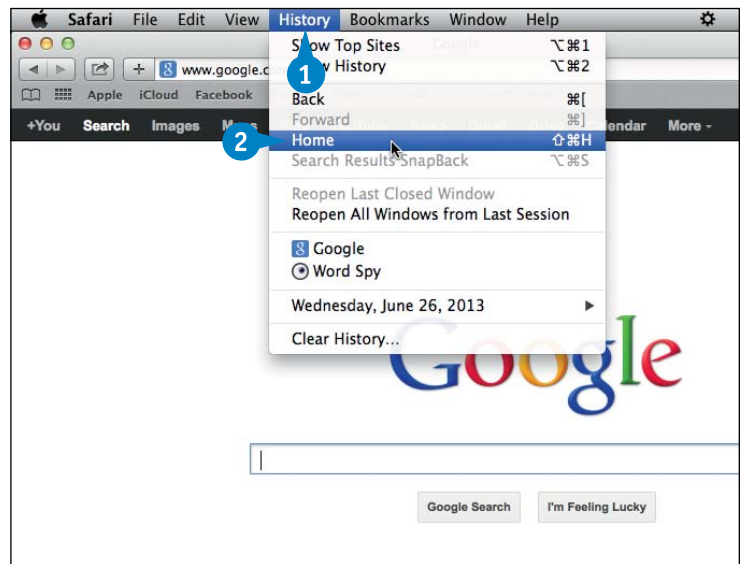 Safari File Edit View History Bookmarks Window Help
Show Top Sites ⌥⌘1
History ⌥⌘2
1
www.google.c
Apple iCloud Facebook
Back ⌘[
Forward ⌘]
+You Search Images lendar More
2
Home ⇧⌘H
Search Results SnapBack ⌥⌘S
Reopen Last Closed Window
Reopen All Windows from Last Session
8 Google
Word Spy
Wednesday, June 26, 2013
Clear History...
Google
Google Search I'm Feeling Lucky